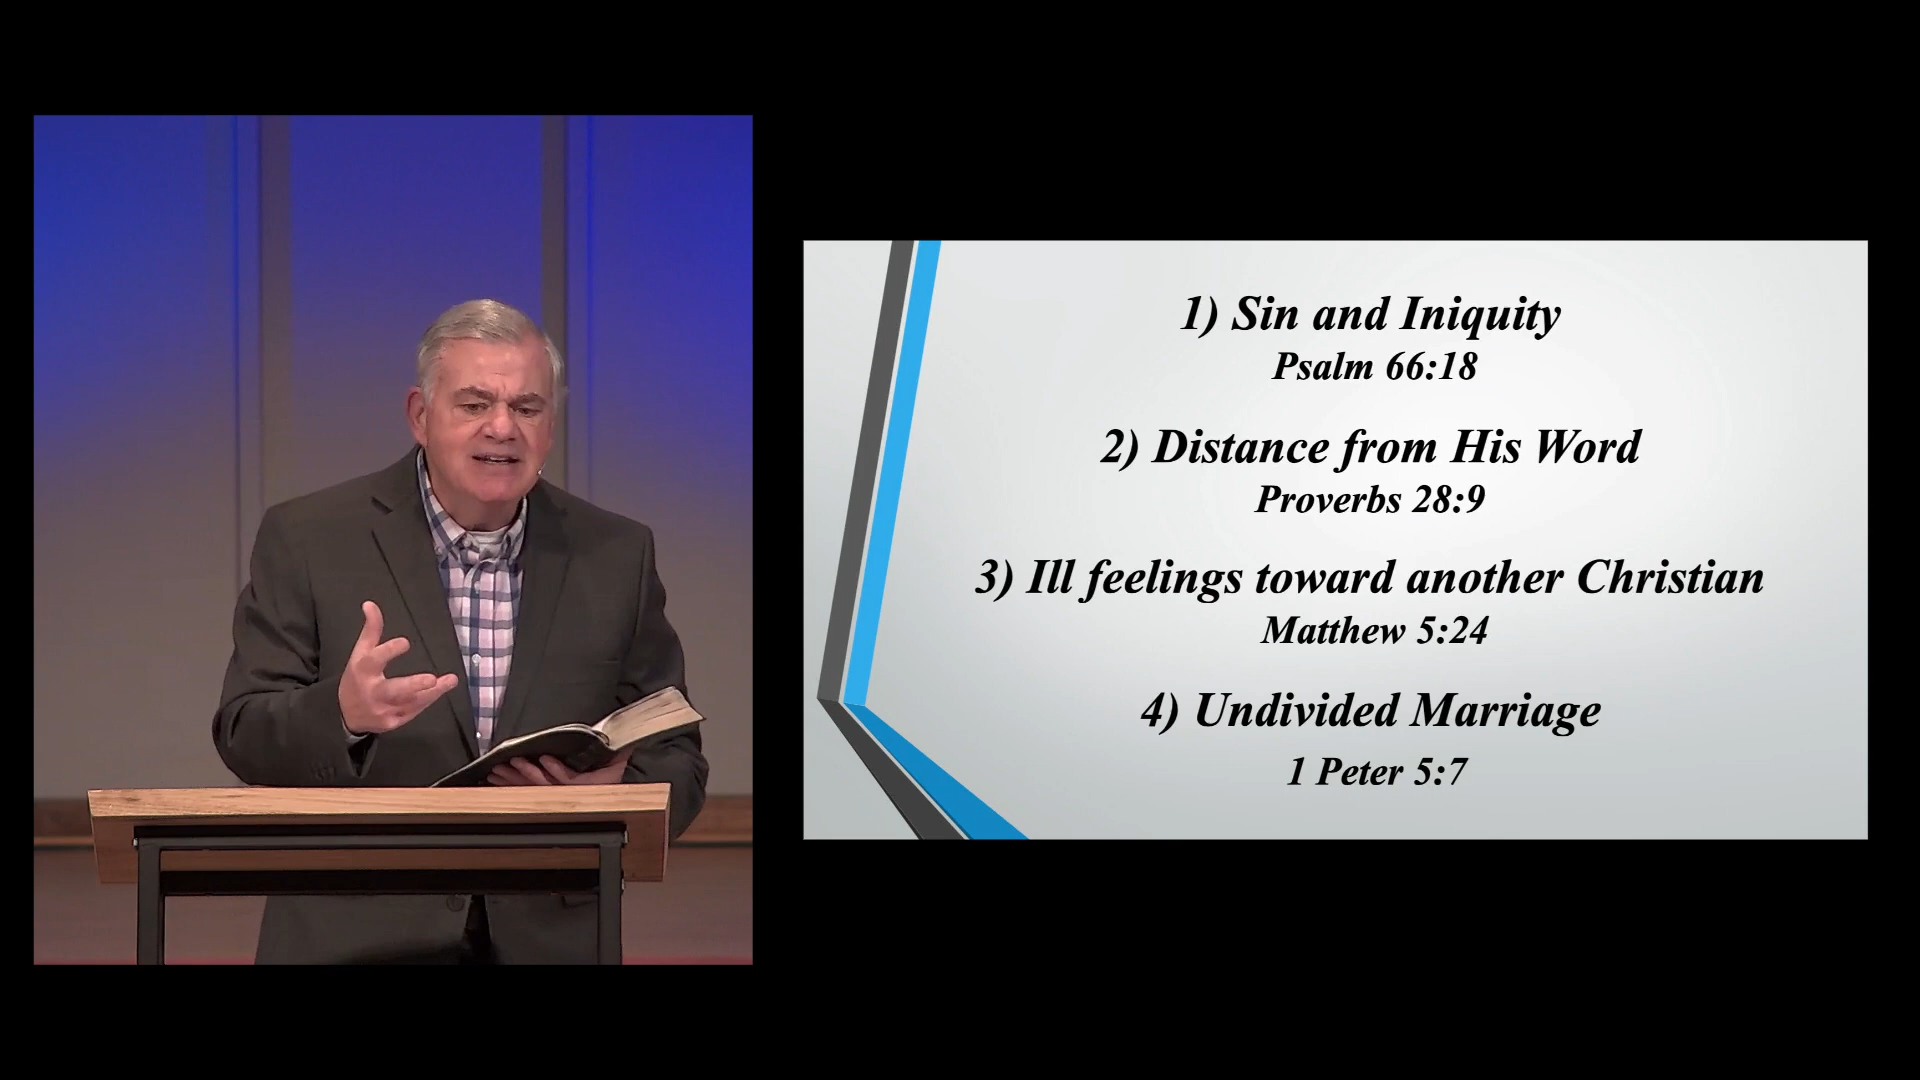 1) Sin and Iniquity
Psalm 66:18
2) Distance from His Word
Proverbs 28:9
3) Ill feelings toward another Christian
Matthew 5:24
4) Undivided Marriage
1 Peter 5:7